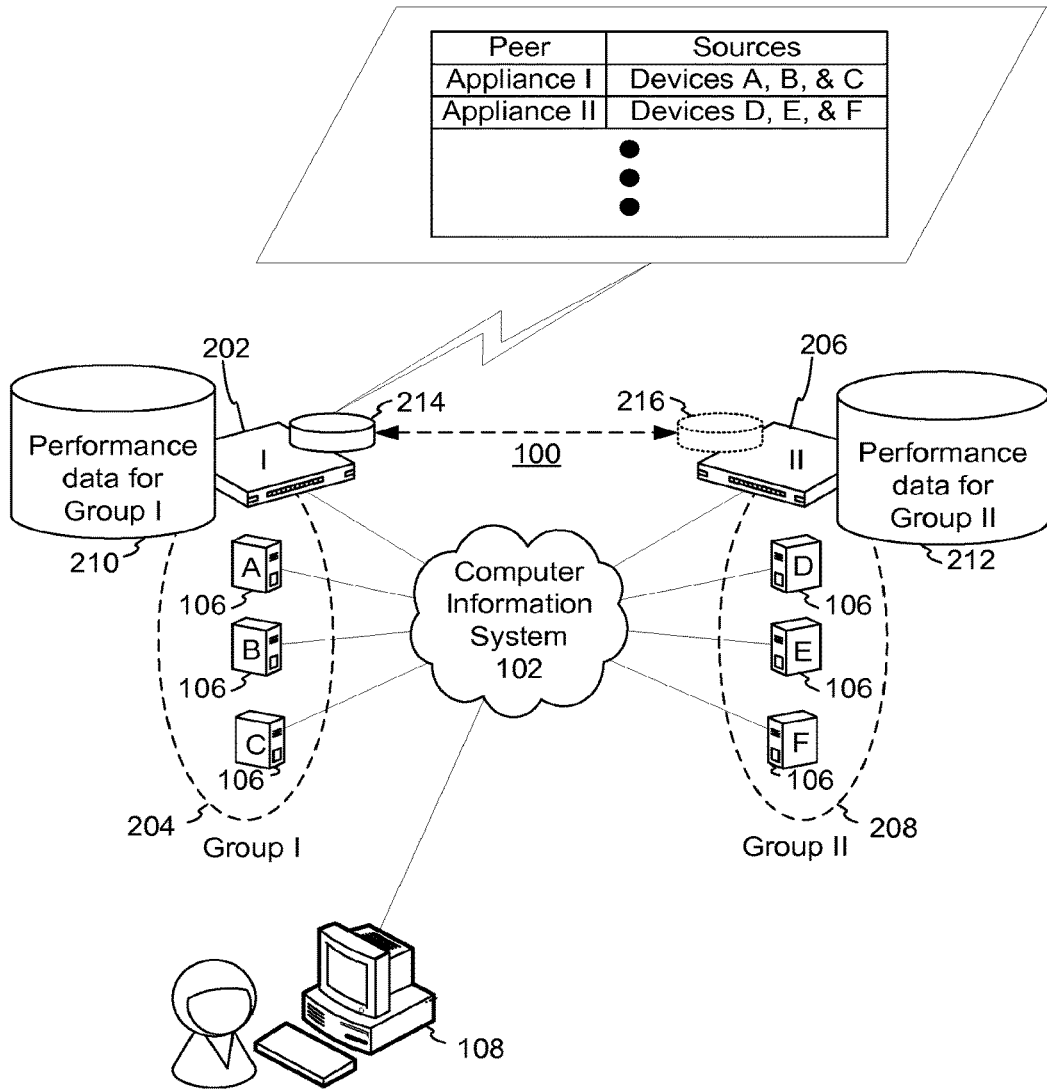 Peer Sources
Appliance I Devices A, B, & C
Appliance II Devices D, E, & F
202
206
214
216
100
I
II
Performance
data for
Group I
Performance
data for
Group II
210
212
A
106
B
106
C
106
D
106
E
106
F
106
Computer
Information
System
102
204
Group I
208
Group II
108